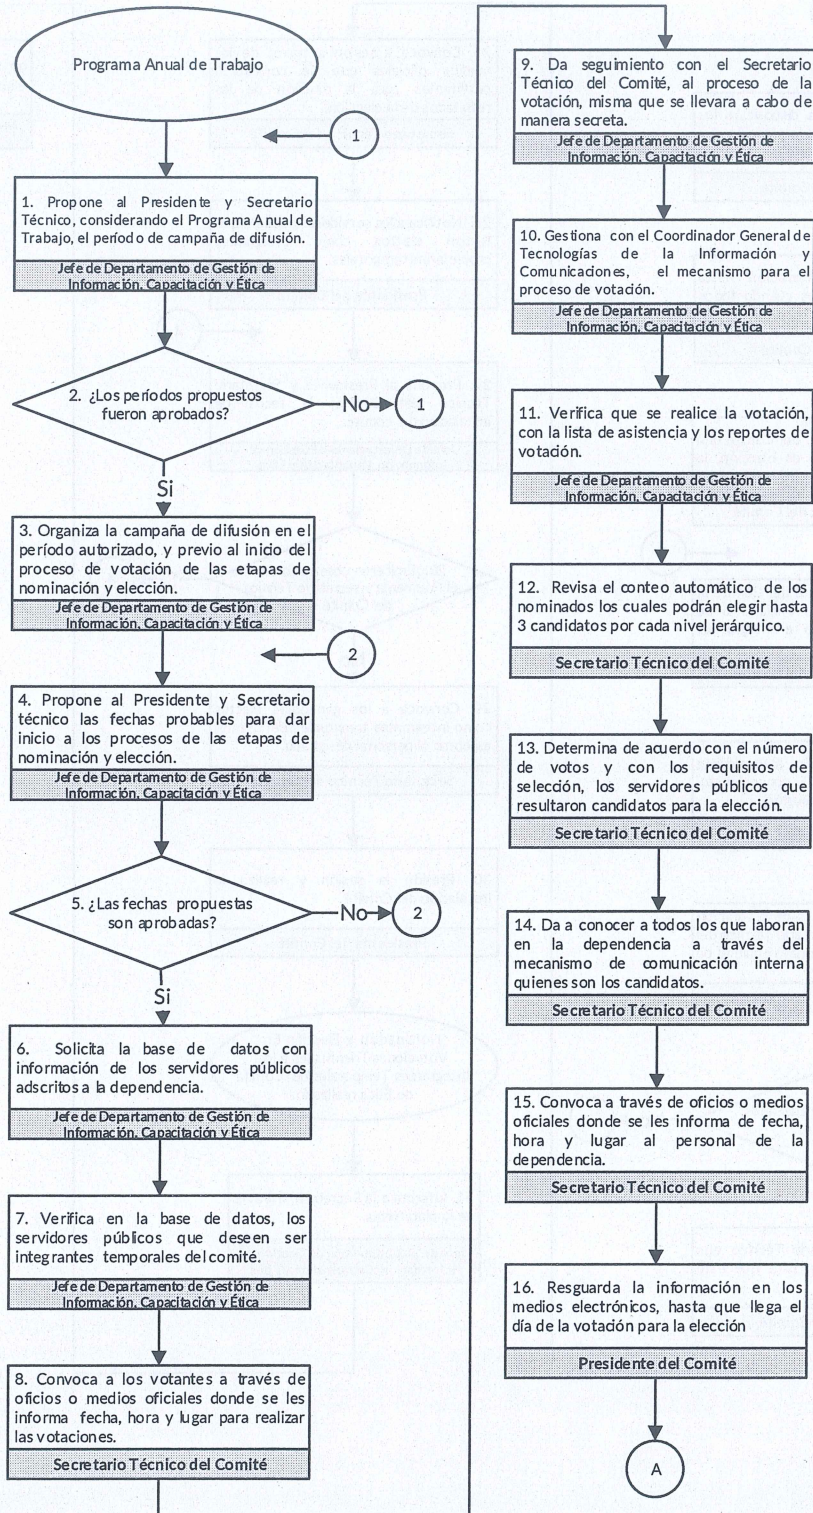 Programa Anual de Trabajo
1
1. Propone al Presidente y Secretario
Técnico, considerando el Programa Anual de
Trabajo, el período de campaña de difusión.
Jefe de Departamento de Gestión de
Información, Capacitación y Ética
2. ¿Los períodos propuestos
fueron aprobados?
No
1
Si
3. Organiza la campaña de difusión en el
período autorizado, y previo al inicio del
proceso de votación de las etapas de
nominación y elección.
Jefe de Departamento de Gestión de
Información, Capacitación y Ética
2
4. Propone al Presidente y Secretario
técnico las fechas probables para dar
inicio a los procesos de las etapas de
nominación y elección.
Jefe de Departamento de Gestión de
Información, Capacitación y Ética
5. ¿Las fechas propuestas
son aprobadas?
No
2
Si
6. Solicita la base de datos con
información de los servidores públicos
adscritos a la dependencia.
Jefe de Departamento de Gestión de
Información, Capacitación y Ética
7. Verifica en la base de datos, los
servidores públicos que deseen ser
integrantes temporales del comité.
Jefe de Departamento de Gestión de
Información, Capacitación y Ética
8. Convoca a los votantes a través de
oficios o medios oficiales donde se les
informa fecha, hora y lugar para realizar
las votaciones.
Secretario Técnico del Comité
9. Da seguimiento con el Secretario
Técnico del Comité, al proceso de la
votación, misma que se llevara a cabo de
manera secreta.
Jefe de Departamento de Gestión de
Información, Capacitación y Ética
10. Gestiona con el Coordinador General de
Tecnologías de la Información y
Comunicaciones, el mecanismo para el
proceso de votación.
Jefe de Departamento de Gestión de
Información, Capacitación y Ética
11. Verifica que se realice la votación,
con la lista de asistencia y los reportes de
votación.
Jefe de Departamento de Gestión de
Información, Capacitación y Ética
12. Revisa el conteo automático de los
nominados los cuales podrán elegir hasta
3 candidatos por cada nivel jerárquico.
Secretario Técnico del Comité
13. Determina de acuerdo con el número
de votos y con los requisitos de
selección, los servidores públicos que
resultaron candidatos para la elección.
Secretario Técnico del Comité
14. Da a conocer a todos los que laboran
en la dependencia a través del
mecanismo de comunicación interna
quienes son los candidatos.
Secretario Técnico del Comité
15. Convoca a través de oficios o medios
oficiales donde se les informa de fecha,
hora y lugar al personal de la
dependencia.
Secretario Técnico del Comité
16. Resguarda la información en los
medios electrónicos, hasta que llega el
día de la votación para la elección
Presidente del Comité
A